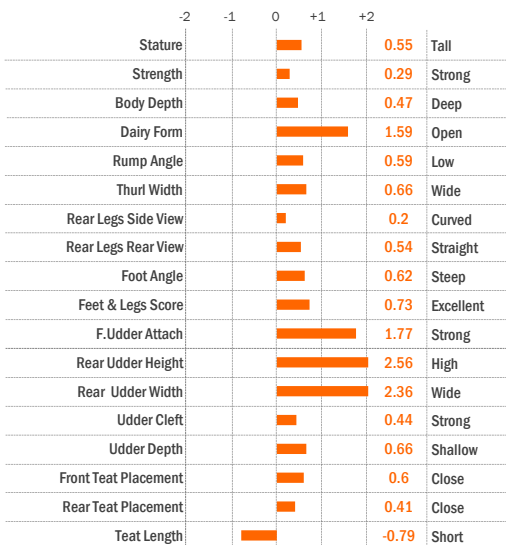 -2 -1 0 +1 +2
Stature 0.55 Tall
Strength 0.29 Strong
Body Depth 0.47 Deep
Dairy Form 1.59 Open
Rump Angle 0.59 Low
Thurl Width 0.66 Wide
Rear Legs Side View 0.2 Curved
Rear Legs Rear View 0.54 Straight
Foot Angle 0.62 Steep
Feet & Legs Score 0.73 Excellent
F.Udder Attach 1.77 Strong
Rear Udder Height 2.56 High
Rear Udder Width 2.36 Wide
Udder Cleft 0.44 Strong
Udder Depth 0.66 Shallow
Front Teat Placement 0.6 Close
Rear Teat Placement 0.41 Close
Teat Length -0.79 Short